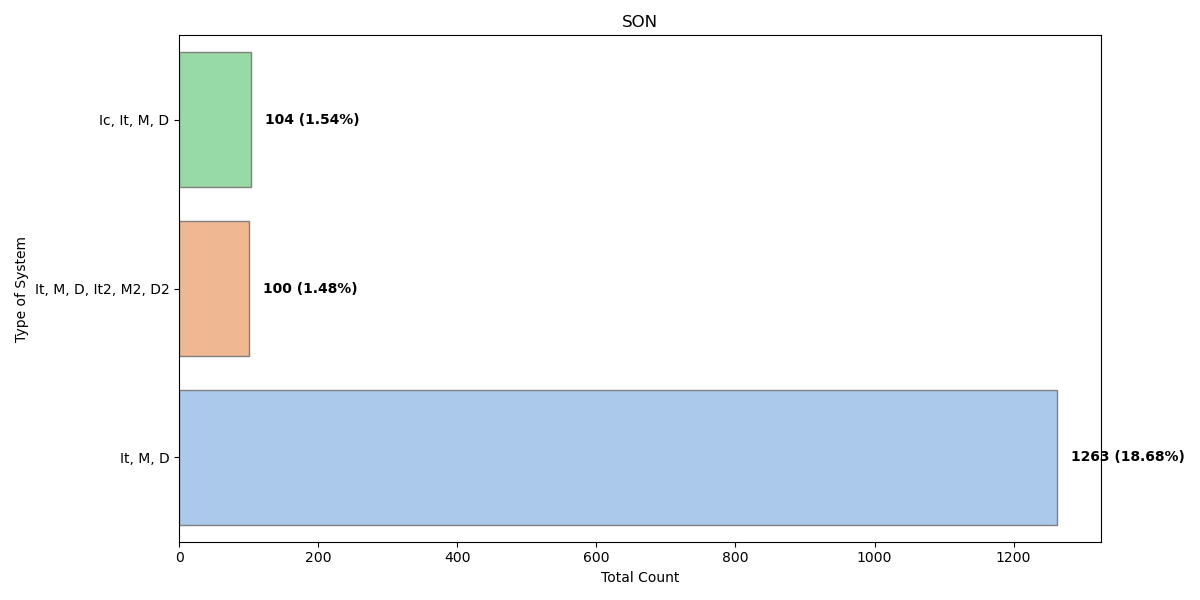 SON
Ic, It, M, D
104 (1.54%)
It, M, D, It2, M2, D2
100 (1.48%)
It, M, D
1263 (18.68%)
Type of System
0 200 400 600 800 1000 1200
Total Count